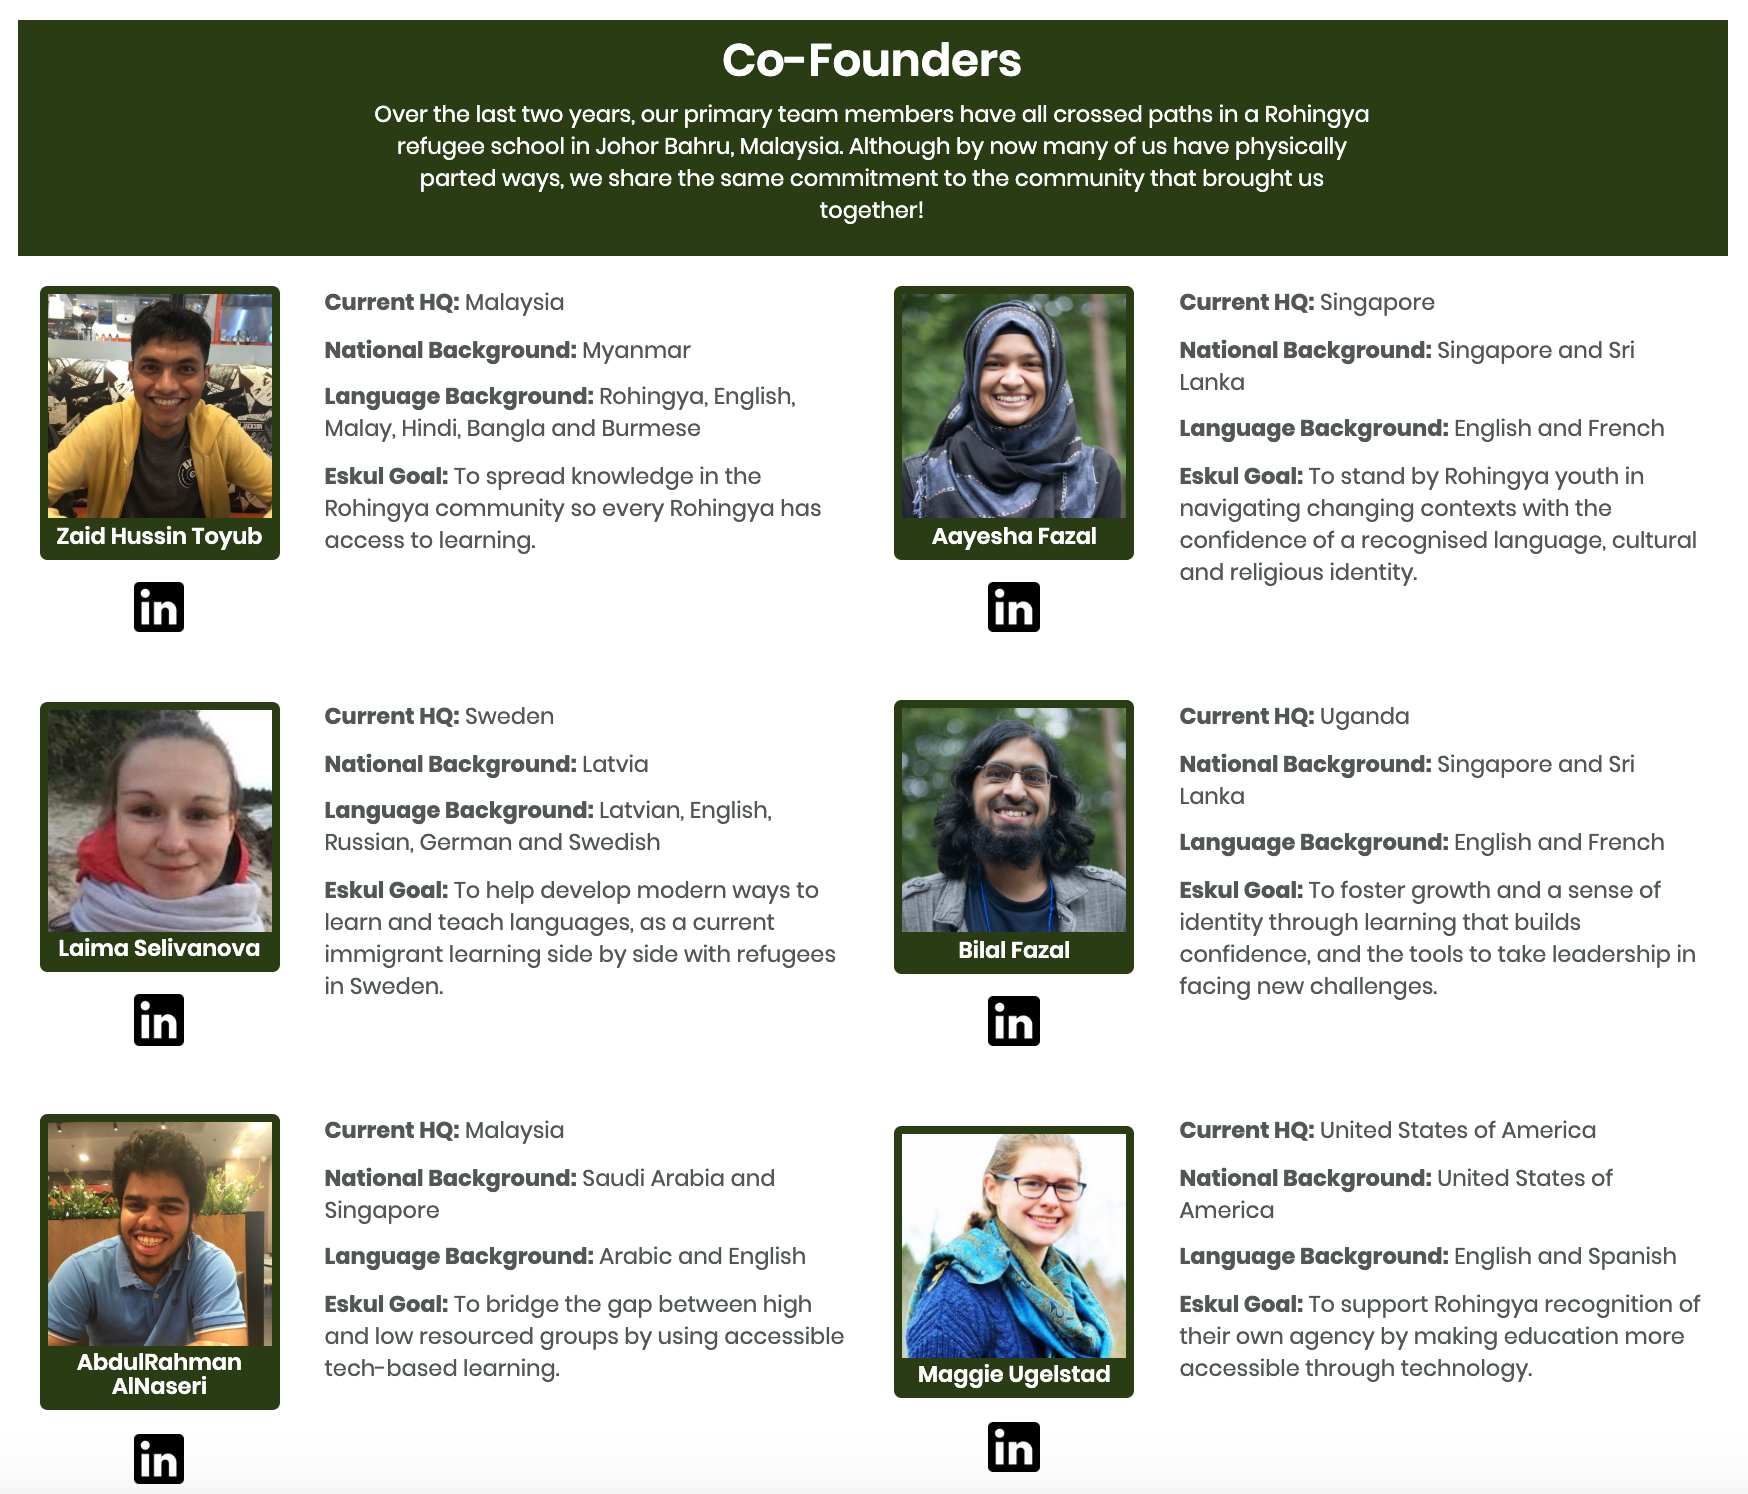 Co-Founders
Over the last two years, our primary team members have all crossed paths in a Rohingya
refugee school in Johor Bahru, Malaysia. Although by now many of us have physically
parted ways, we share the same commitment to the community that brought us
together!
Zaid Hussin Toyub
in
Current HQ: Malaysia
National Background: Myanmar
Language Background: Rohingya, English,
Malay, Hindi, Bangla and Burmese
Eskul Goal: To spread knowledge in the
Rohingya community so every Rohingya has
access to learning.
Aayesha Fazal
in
Current HQ: Singapore
National Background: Singapore and Sri
Lanka
Language Background: English and French
Eskul Goal: To stand by Rohingya youth in
navigating changing contexts with the
confidence of a recognised language, cultural
and religious identity.
Laima Selivanova
in
Current HQ: Sweden
National Background: Latvia
Language Background: Latvian, English,
Russian, German and Swedish
Eskul Goal: To help develop modern ways to
learn and teach languages, as a current
immigrant learning side by side with refugees
in Sweden.
Bilal Fazal
in
Current HQ: Uganda
National Background: Singapore and Sri
Lanka
Language Background: English and French
Eskul Goal: To foster growth and a sense of
identity through learning that builds
confidence, and the tools to take leadership in
facing new challenges.
AbdulRahman
AlNaseri
in
Current HQ: Malaysia
National Background: Saudi Arabia and
Singapore
Language Background: Arabic and English
Eskul Goal: To bridge the gap between high
and low resourced groups by using accessible
tech-based learning.
Maggie Ugelstad
in
Current HQ: United States of America
National Background: United States of
America
Language Background: English and Spanish
Eskul Goal: To support Rohingya recognition of
their own agency by making education more
accessible through technology.